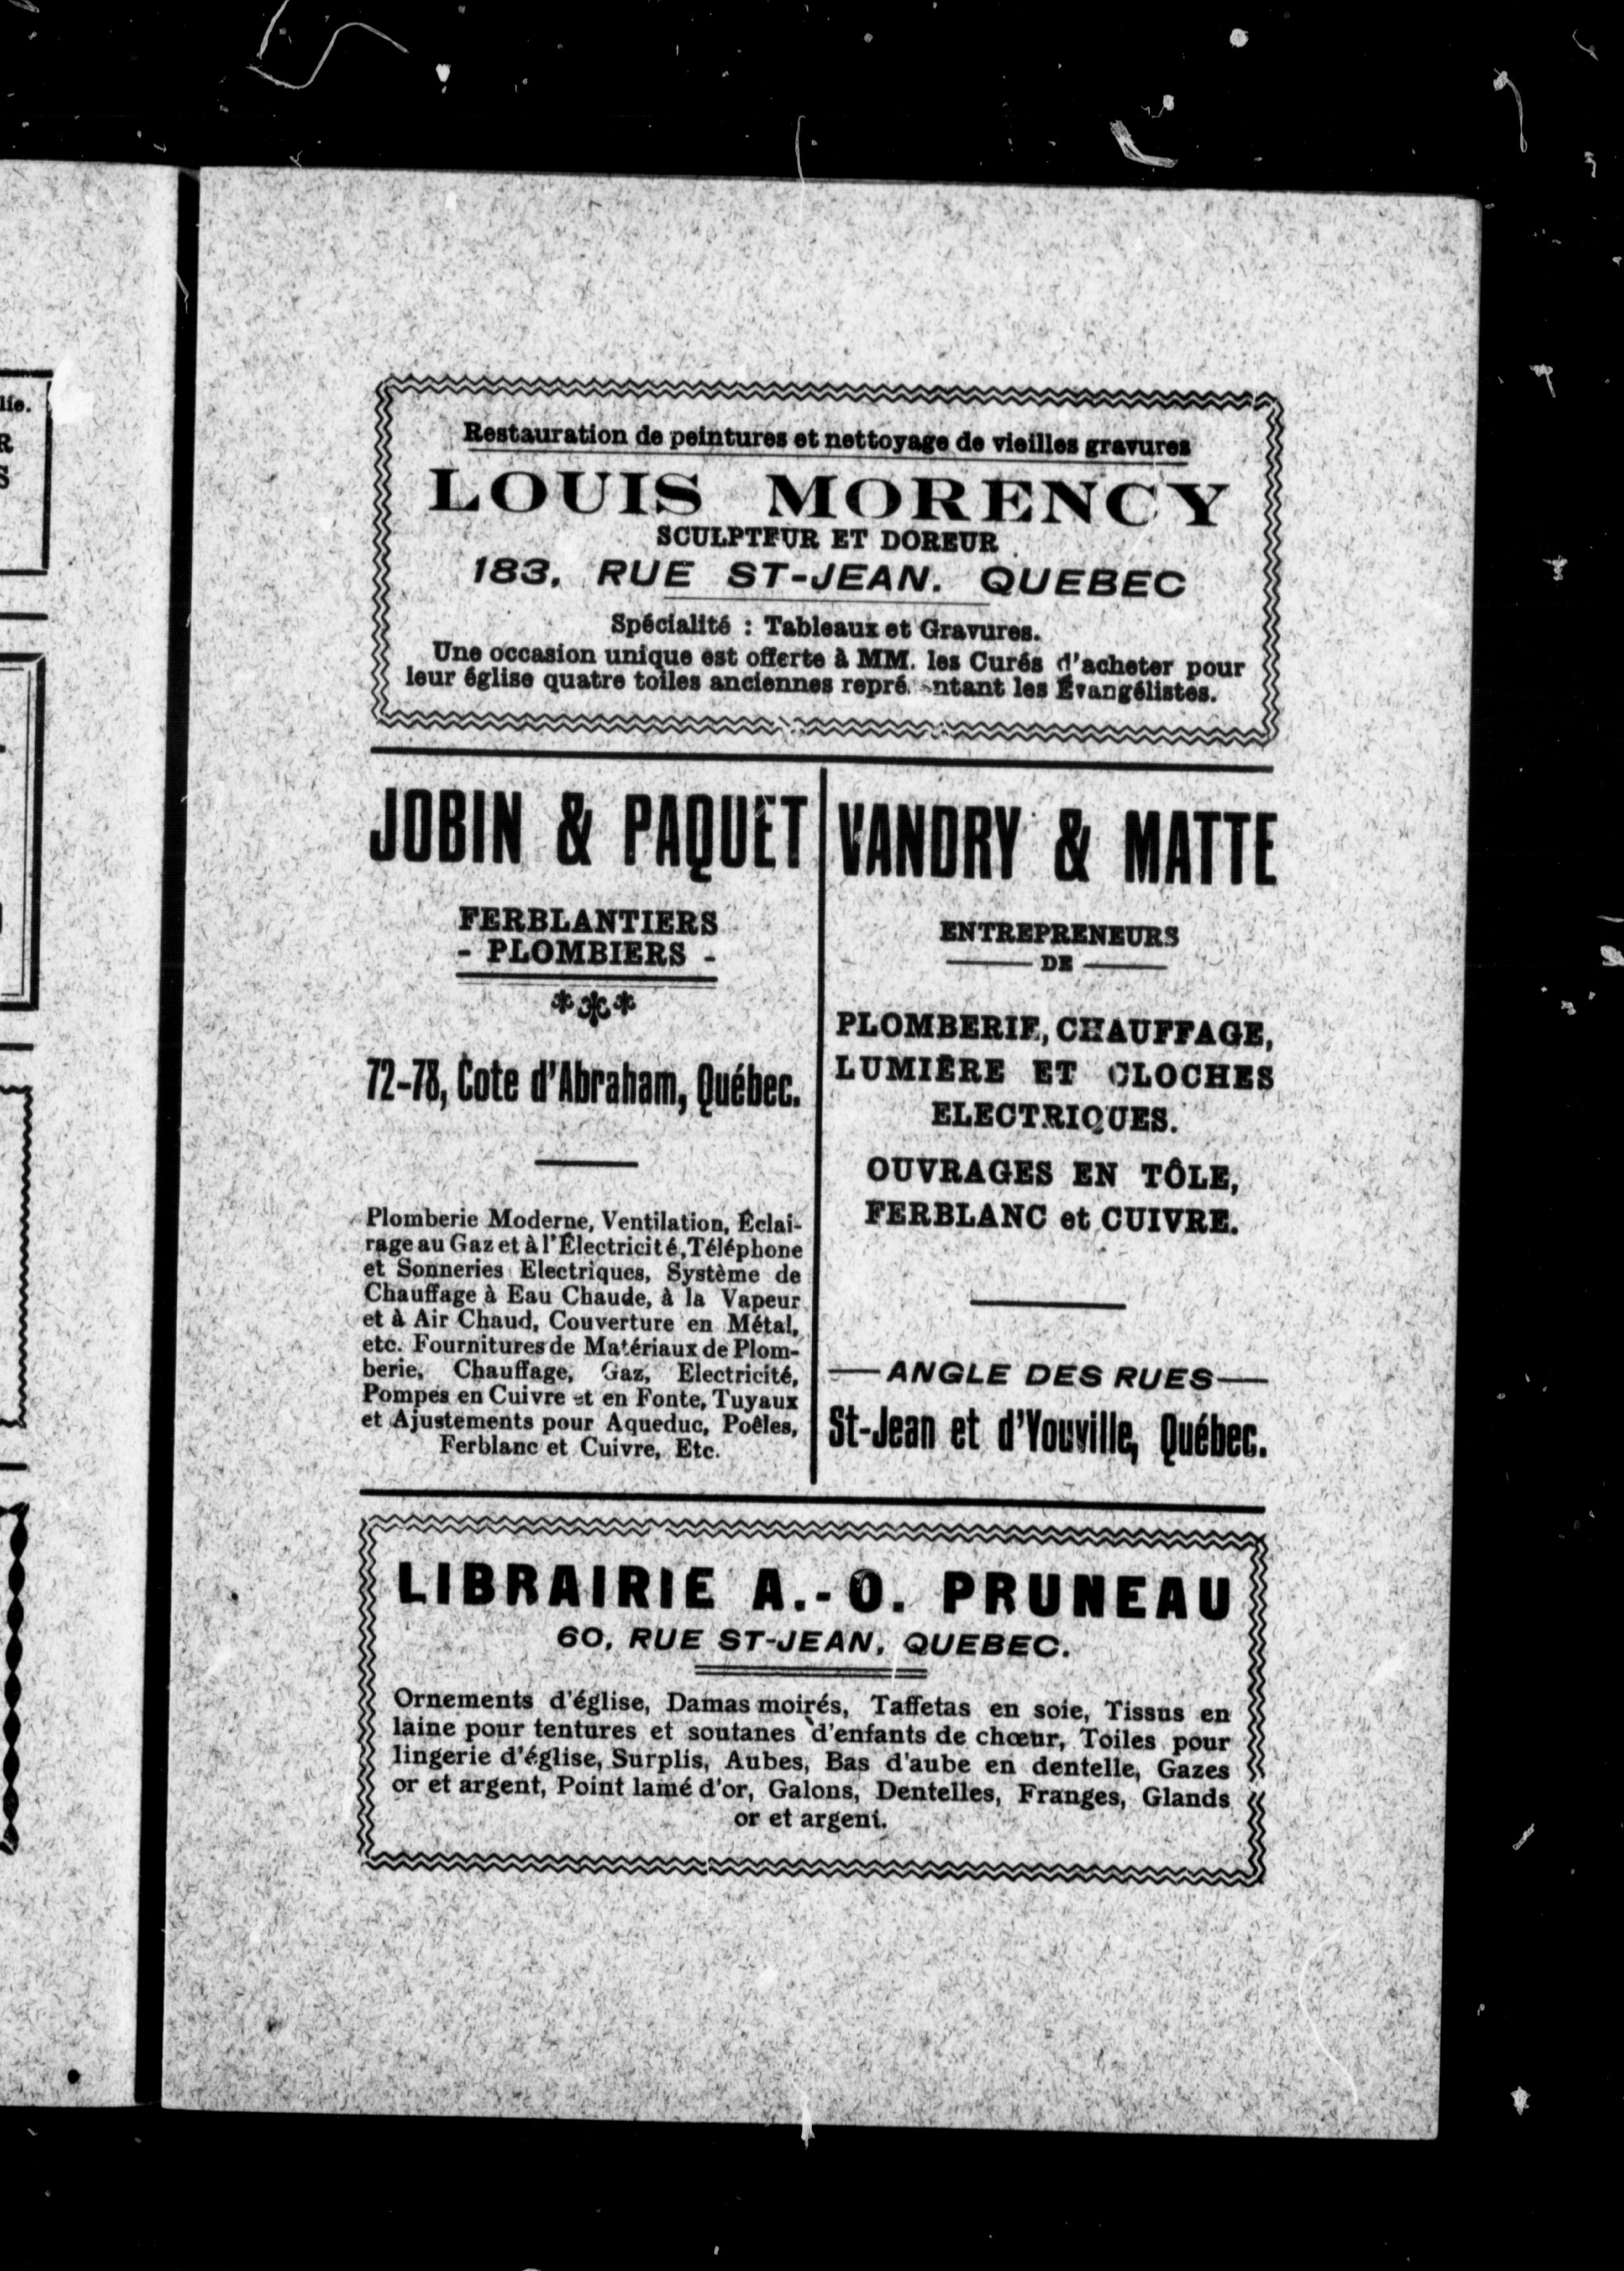 Restauration de peintures et nettoyage de vieilles gravures
LOUIS MORENCY
SCULPTEUR ET DOREUR
183, RUE ST-JEAN. QUEBEC
Spécialité : Tableaux et Gravures.
Une occasion unique est offerte à MM. les Curés d'acheter pour
leur église quatre toiles anciennes représentant les Évangélistes.
JOBIN & PAQUET
FERBLANTIERS
- PLOMBIERS -
72-78, Cote d'Abraham, Québec.
Plomberie Moderne, Ventilation, Éclai-
rage au Gaz et à l'Électricité, Téléphone
et Sonneries Electriques, Système de
Chauffage à Eau Chaude, à la Vapeur
et à Air Chaud, Couverture en Métal,
etc. Fournitures de Matériaux de Plom-
berie, Chauffage, Gaz, Electricité,
Pompes en Cuivre et en Fonte, Tuyaux
et Ajustements pour Aqueduc, Poêles,
Ferblanc et Cuivre, Etc.
VANDRY & MATTE
ENTREPRENEURS
DE
PLOMBERIE, CHAUFFAGE,
LUMIÈRE ET CLOCHES
ELECTRIQUES.
OUVRAGES EN TÔLE,
FERBLANC et CUIVRE.
ANGLE DES RUES
St-Jean et d'Youville, Québec.
LIBRAIRIE A.-O. PRUNEAU
60, RUE ST-JEAN, QUEBEC.
Ornements d'église, Damas moirés, Taffetas en soie, Tissus en
laine pour tentures et soutanes d'enfants de chœur, Toiles pour
lingerie d'église, Surplis, Aubes, Bas d'aube en dentelle, Gazes
or et argent, Point lamé d'or, Galons, Dentelles, Franges, Glands
or et argent.